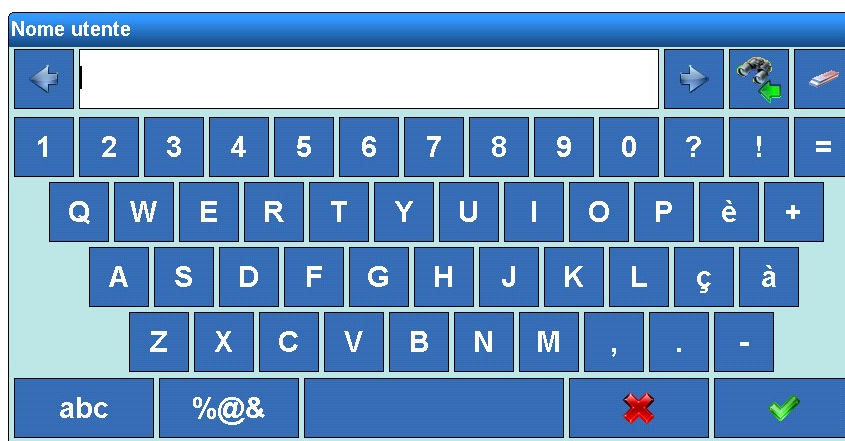 Nome utente
1 2 3 4 5 6 7 8 9 0 ? ! =
Q W E R T Y U I O P è +
A S D F G H J K L ç à
Z X C V B N M , . -
abc %@&